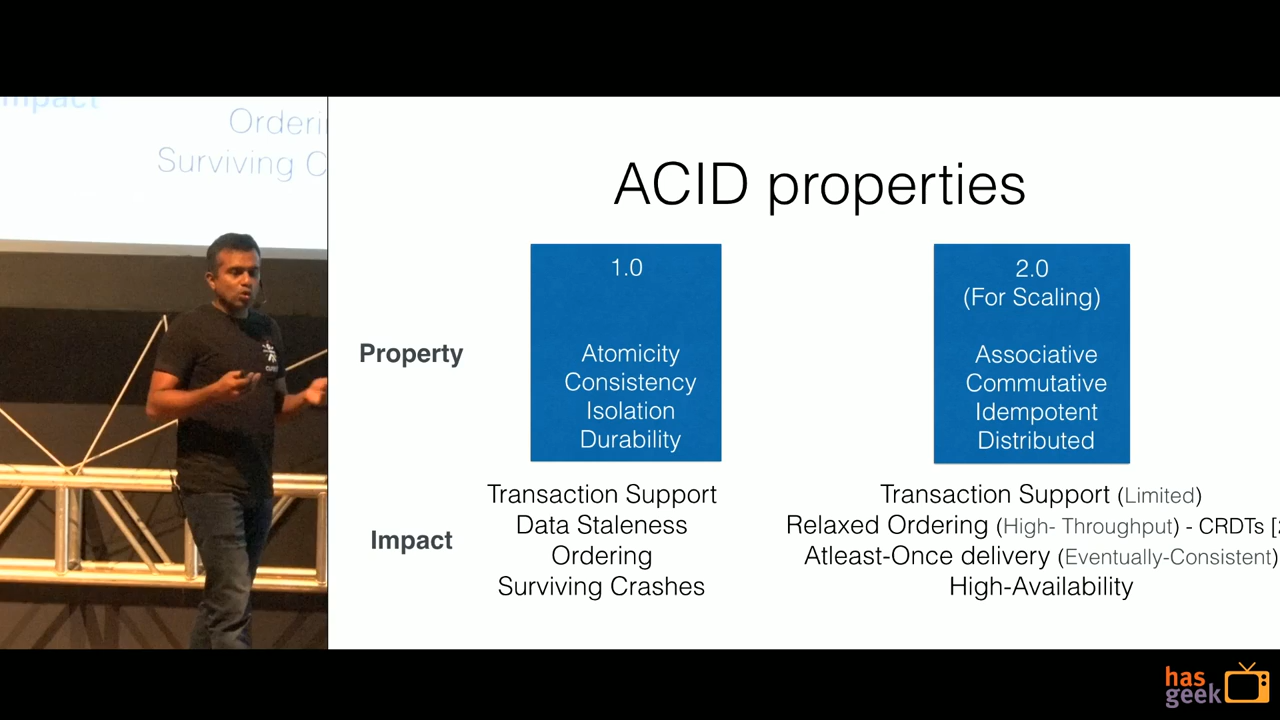 mpact
Orderi
Surviving C
ACID properties
1.0
2.0
(For Scaling)
Property
Atomicity
Consistency
Isolation
Durability
Associative
Commutative
Idempotent
Distributed
Impact
Transaction Support
Data Staleness
Ordering
Surviving Crashes
Transaction Support (Limited)
Relaxed Ordering (High- Throughput) - CRDTs [
Atleast-Once delivery (Eventually-Consistent)
High-Availability
has
geek